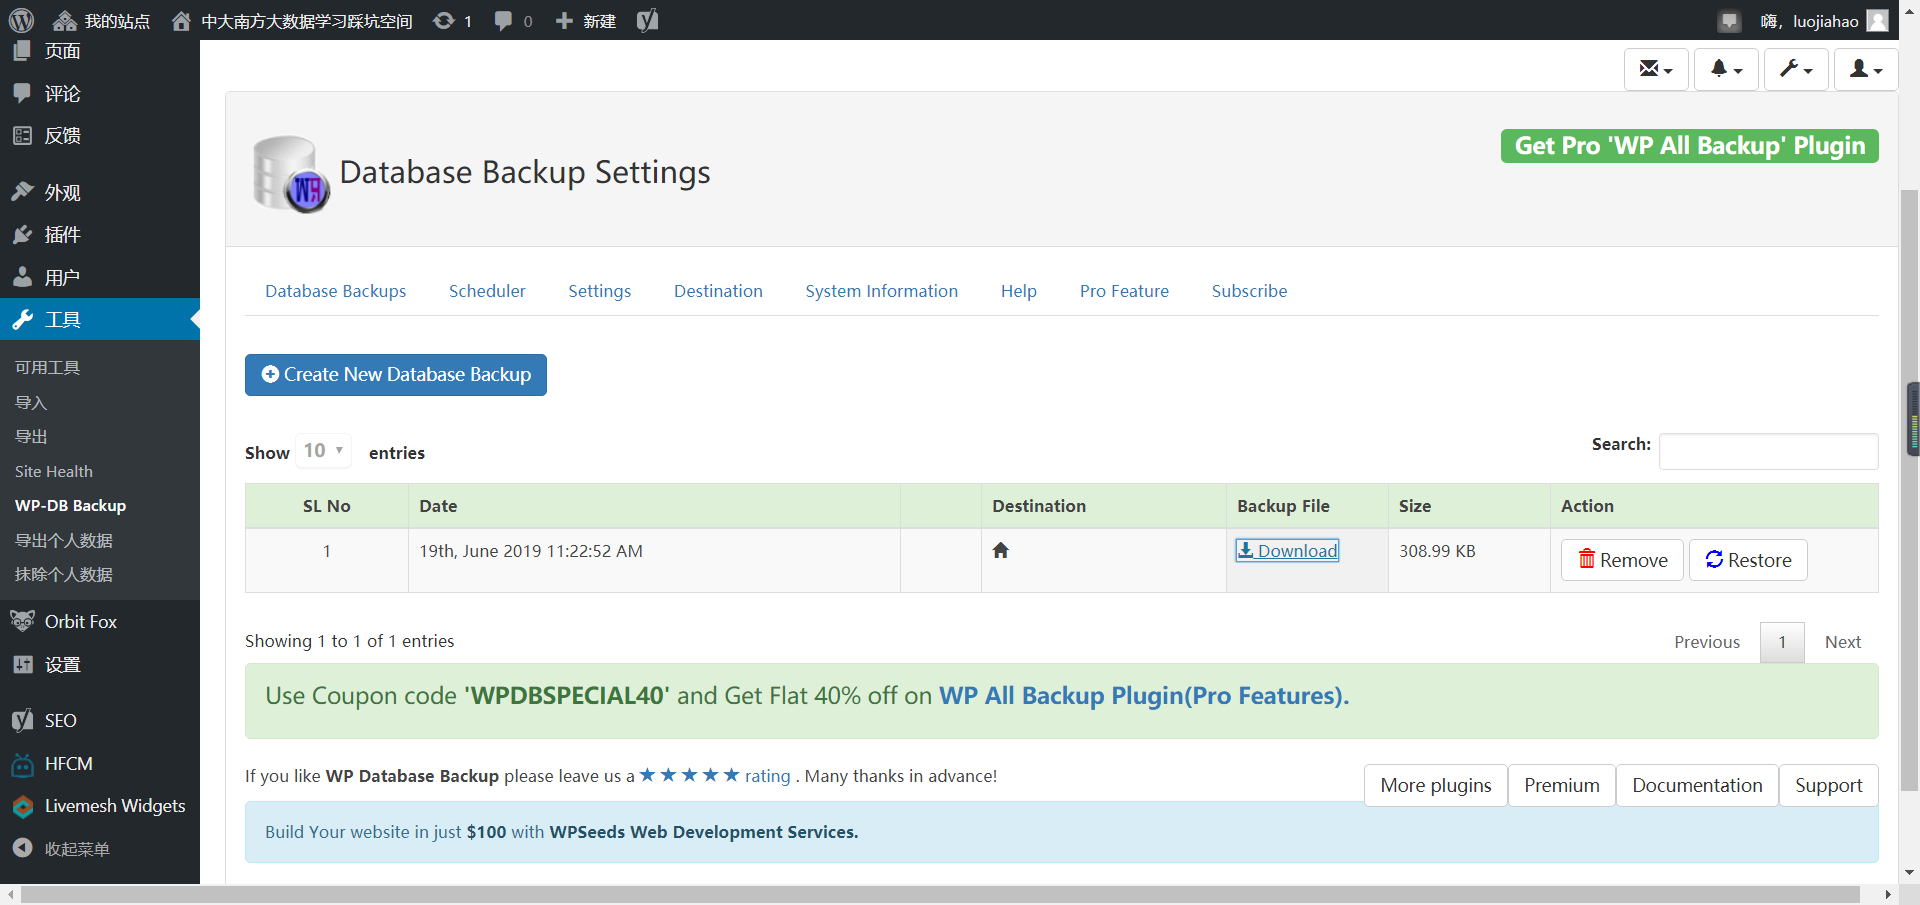 我的站点 中大南方大数据学习踩坑空间 1 0 新建 嗨，luojiahao
页面
评论
反馈
外观
插件
用户
工具
可用工具
导入
导出
Site Health
WP-DB Backup
导出个人数据
抹除个人数据
Orbit Fox
设置
SEO
HFCM
Livemesh Widgets
收起菜单
Database Backup Settings
Get Pro 'WP All Backup' Plugin
Database Backups Scheduler Settings Destination System Information Help Pro Feature Subscribe
Create New Database Backup
Show 10 entries
Search:
SL No Date Destination Backup File Size Action
1 19th, June 2019 11:22:52 AM Download 308.99 KB Remove Restore
Showing 1 to 1 of 1 entries
Previous 1 Next
Use Coupon code 'WPDBSPECIAL40' and Get Flat 40% off on WP All Backup Plugin(Pro Features).
If you like WP Database Backup please leave us a ★★★★★ rating . Many thanks in advance!
More plugins Premium Documentation Support
Build Your website in just $100 with WPSeeds Web Development Services.